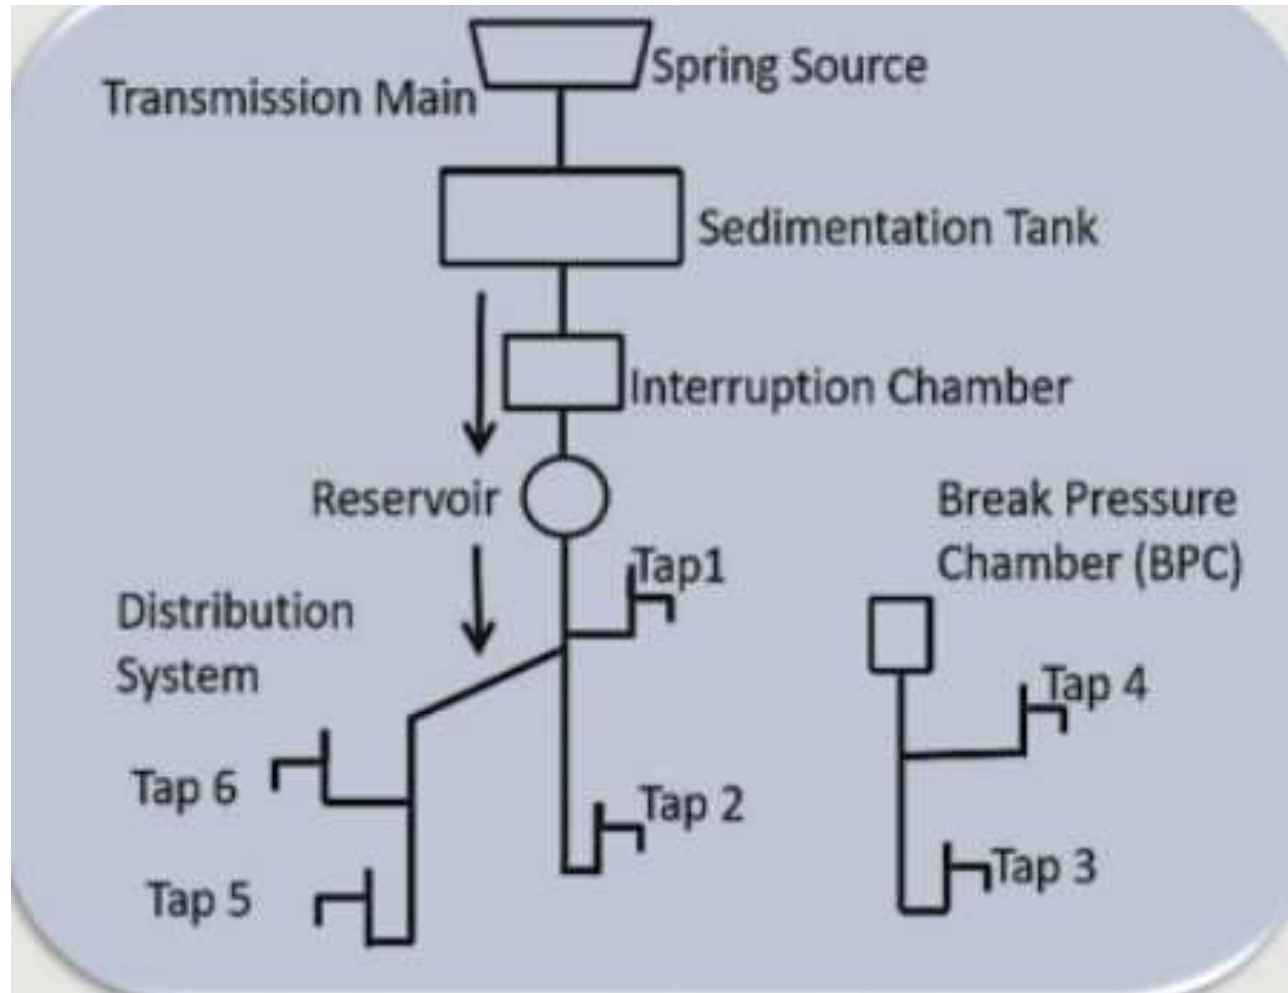 Spring Source
Transmission Main
Sedimentation Tank
Interruption Chamber
Reservoir
Break Pressure
Chamber (BPC)
Tap1
Distribution
System
Tap 4
Tap 6
Tap 2
Tap 3
Tap 5